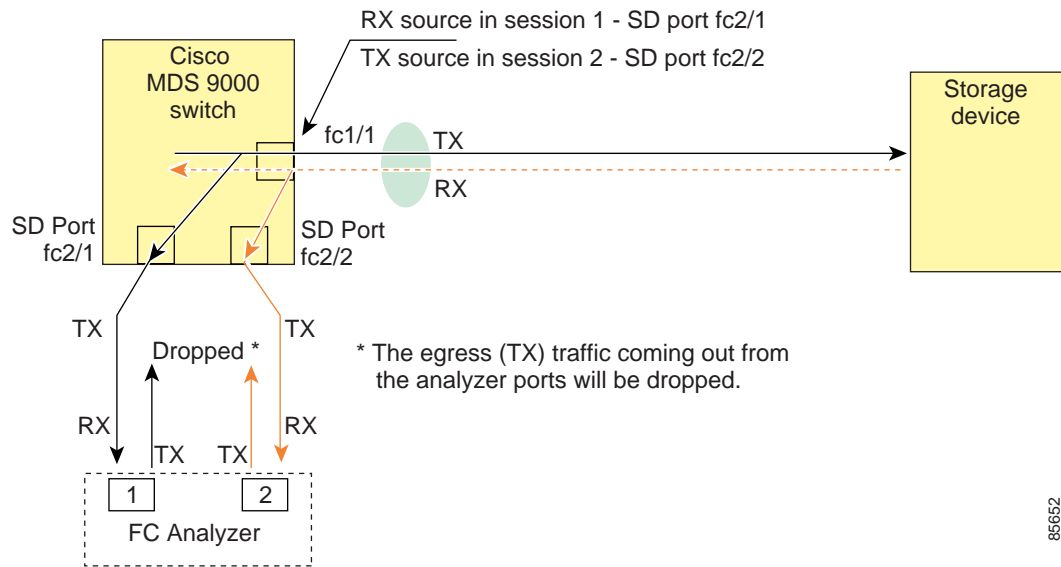 RX source in session 1 - SD port fc2/1
TX source in session 2 - SD port fc2/2
Cisco
MDS 9000
switch
Storage
device
fc1/1
TX
RX
SD Port
fc2/1
SD Port
fc2/2
TX
TX
Dropped *
* The egress (TX) traffic coming out from
the analyzer ports will be dropped.
RX
TX
TX
RX
1
2
FC Analyzer
85652